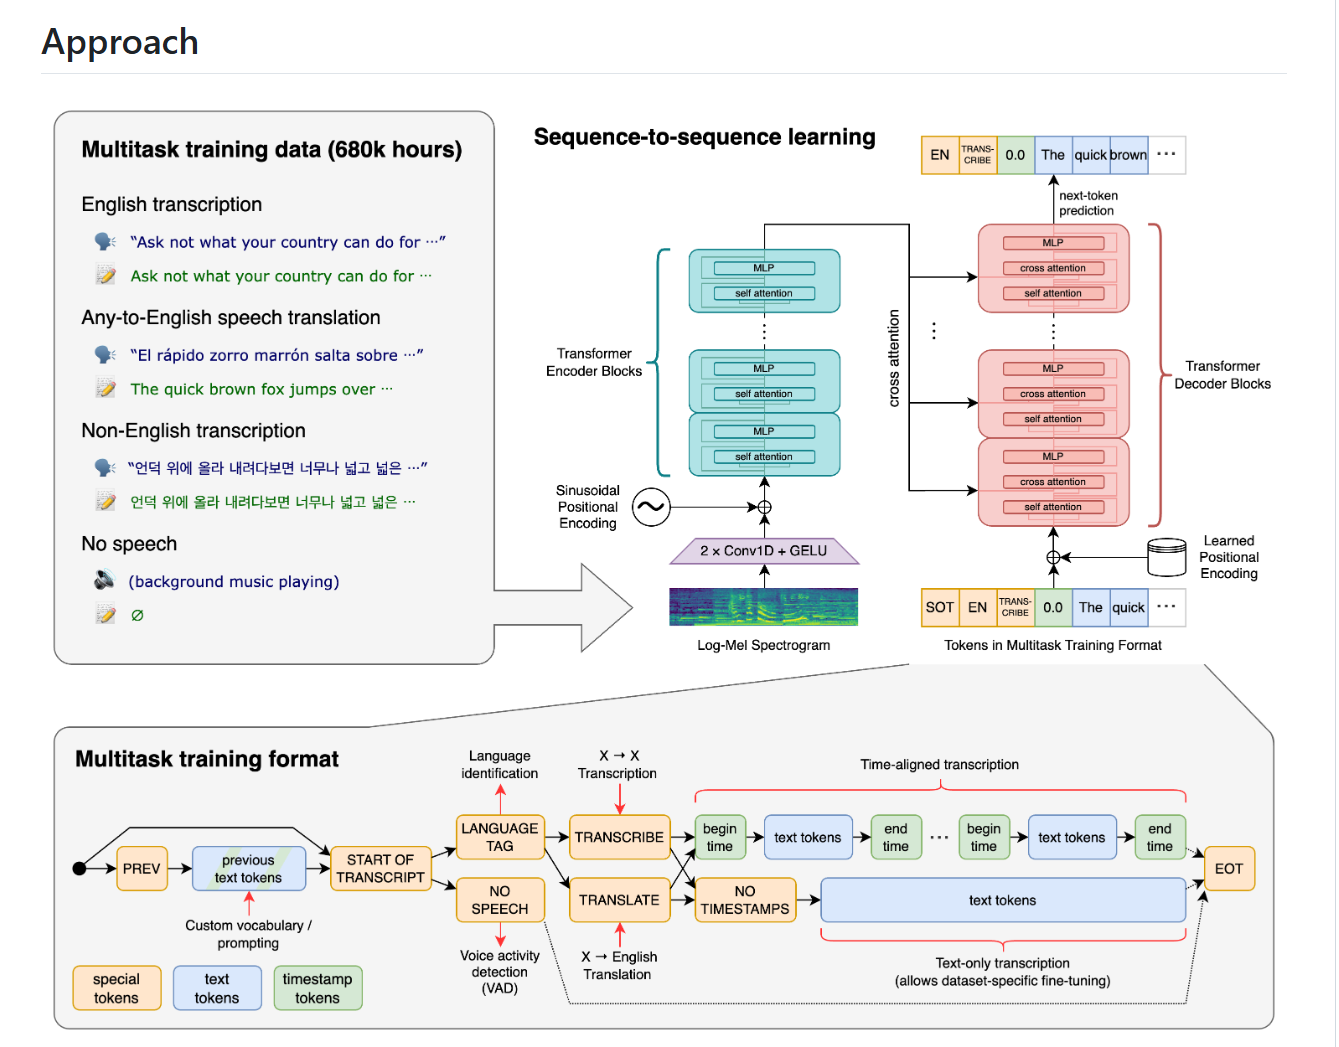 Approach
Multitask training data (680k hours)
English transcription
“Ask not what your country can do for ⋯”
Ask not what your country can do for ⋯
Any-to-English speech translation
“El rápido zorro marrón salta sobre ⋯”
The quick brown fox jumps over ⋯
Non-English transcription
“언덕 위에 올라 내려다보면 너무나 넓고 넓은 ⋯”
언덕 위에 올라 내려다보면 너무나 넓고 넓은 ⋯
No speech
(background music playing)
∅
Sequence-to-sequence learning
EN TRANS-CRIBE 0.0 The quick brown ⋯
next-token
prediction
MLP
self attention
MLP
self attention
MLP
self attention
Transformer
Encoder Blocks
cross attention
MLP
cross attention
self attention
MLP
cross attention
self attention
MLP
cross attention
self attention
Transformer
Decoder Blocks
Sinusoidal
Positional
Encoding
2 × Conv1D + GELU
Log-Mel Spectrogram
Learned
Positional
Encoding
SOT EN TRANS-CRIBE 0.0 The quick ⋯
Tokens in Multitask Training Format
Multitask training format
Language
identification
X → X
Transcription
Time-aligned transcription
PREV
previous
text tokens
START OF
TRANSCRIPT
LANGUAGE
TAG
NO
SPEECH
TRANSCRIBE
TRANSLATE
begin
time
text tokens
end
time
⋯
begin
time
text tokens
end
time
NO
TIMESTAMPS
text tokens
EOT
Custom vocabulary /
prompting
Voice activity
detection
(VAD)
X → English
Translation
Text-only transcription
(allows dataset-specific fine-tuning)
special
tokens
text
tokens
timestamp
tokens